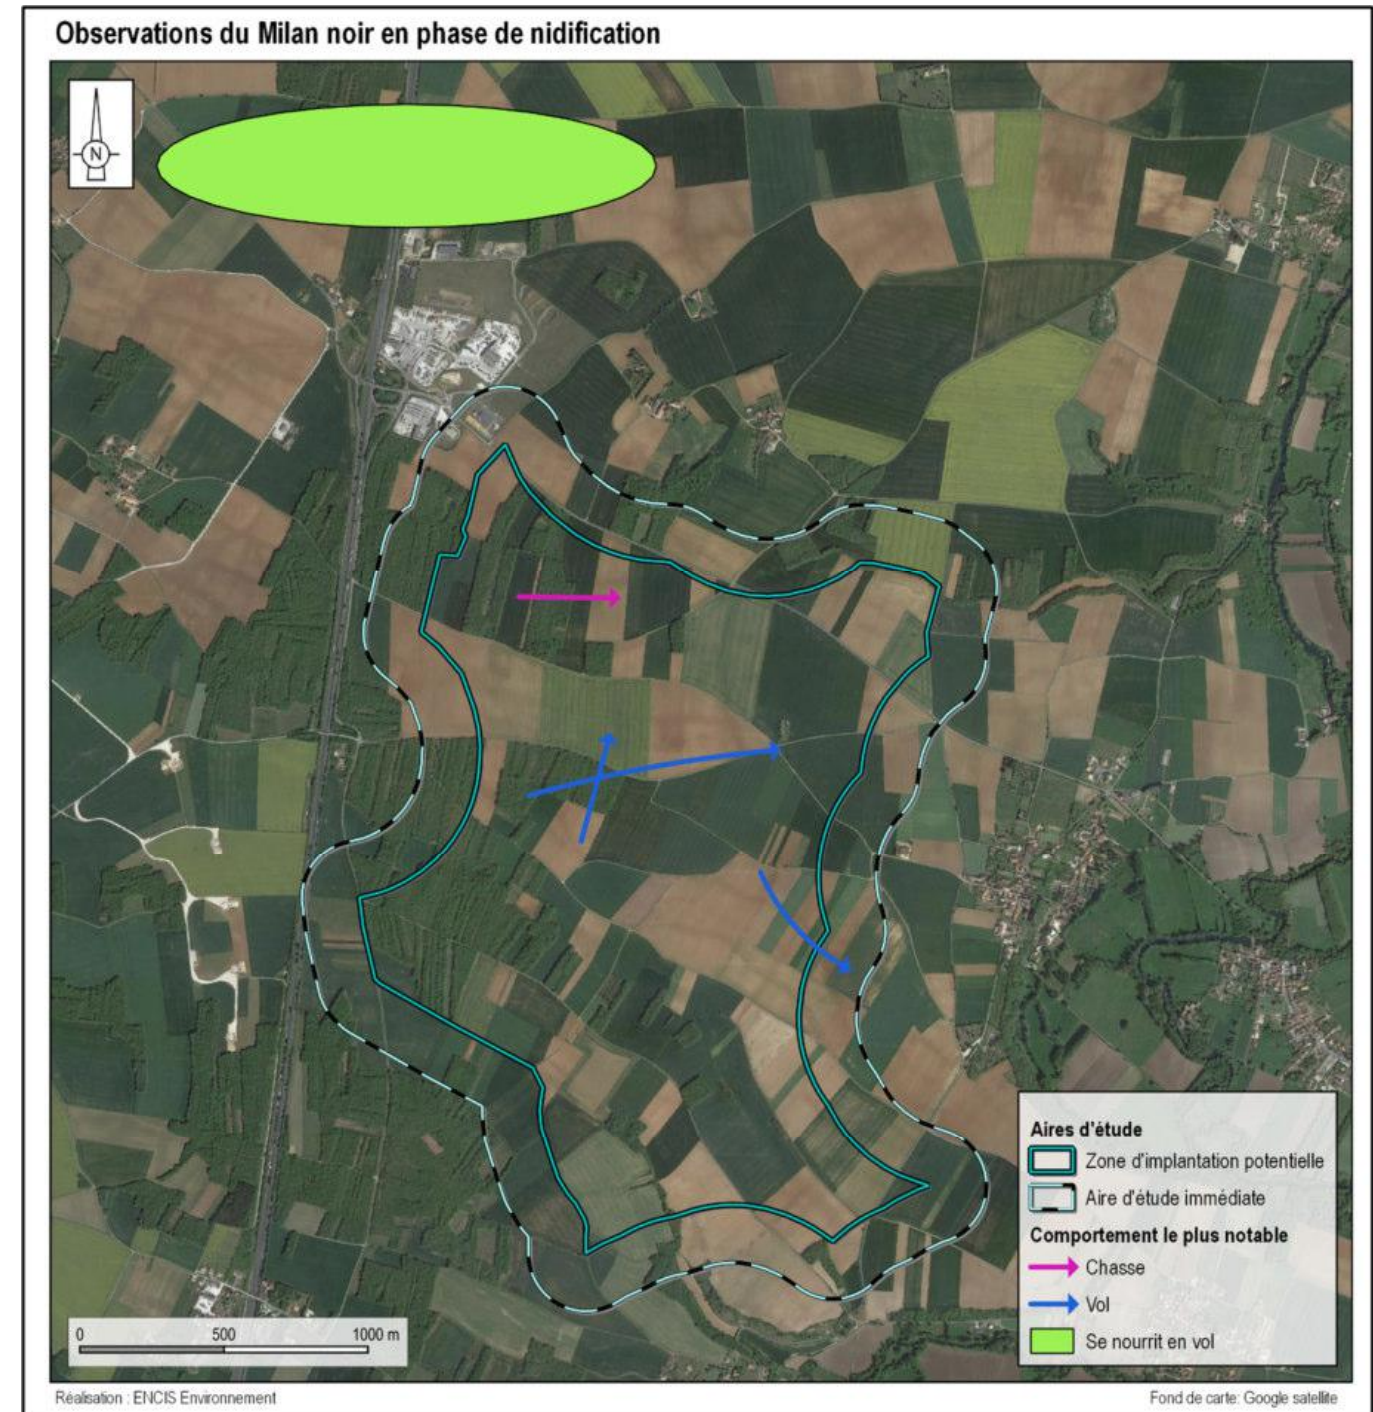 Observations du Milan noir en phase de nidification
N
Aires d'étude
Zone d'implantation potentielle
Aire d'étude immédiate
Comportement le plus notable
Chasse
Vol
Se nourrit en vol
0 500 1000 m
Réalisation : ENCIS Environnement
Fond de carte: Google satellite